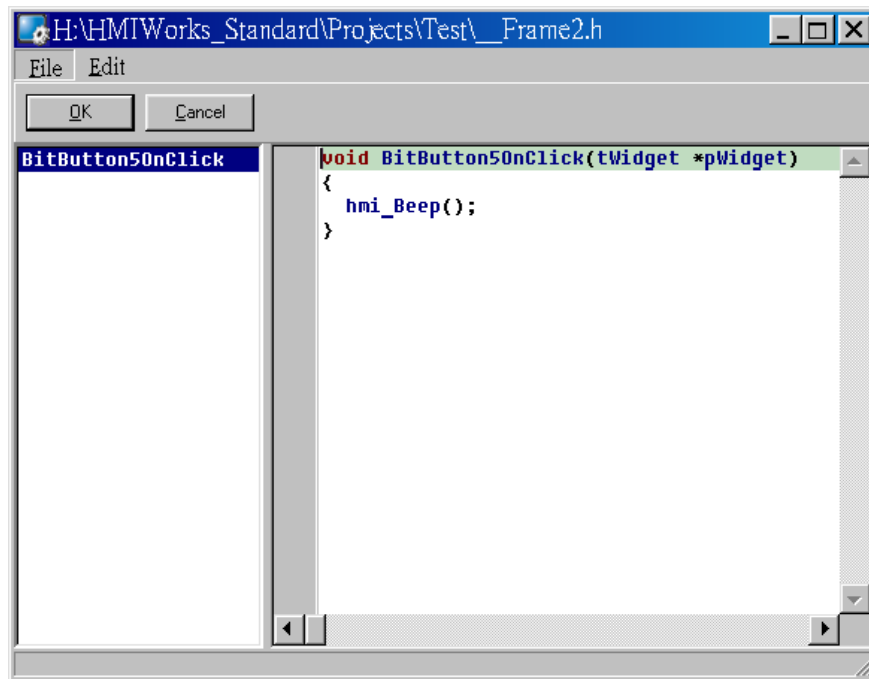 H:\HMIWorks_Standard\Projects\Test\__Frame2.h
File Edit
OK Cancel
BitButton5OnClick
void BitButton5OnClick(tWidget *pWidget)
{
hmi_Beep();
}